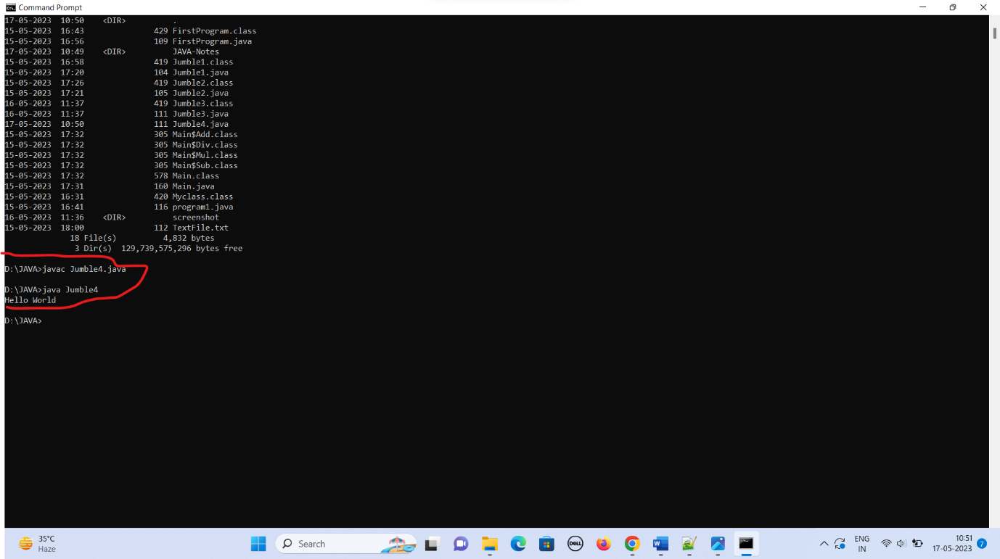 Command Prompt
17-05-2023  10:50    <DIR>          .
15-05-2023  16:43               429 FirstProgram.class
15-05-2023  16:56               109 FirstProgram.java
17-05-2023  10:49    <DIR>          JAVA-Notes
15-05-2023  16:58               419 Jumble1.class
15-05-2023  17:20               104 Jumble1.java
15-05-2023  17:26               419 Jumble2.class
15-05-2023  17:21               105 Jumble2.java
16-05-2023  11:37               419 Jumble3.class
16-05-2023  11:37               111 Jumble3.java
17-05-2023  10:50               111 Jumble4.java
15-05-2023  17:32               305 Main$Add.class
15-05-2023  17:32               305 Main$Div.class
15-05-2023  17:32               305 Main$Mul.class
15-05-2023  17:32               305 Main$Sub.class
15-05-2023  17:32               578 Main.class
15-05-2023  17:31               160 Main.java
15-05-2023  16:31               420 Myclass.class
15-05-2023  16:41               116 program1.java
16-05-2023  11:36    <DIR>          screenshot
15-05-2023  18:00               112 TextFile.txt
18 File(s)          4,832 bytes
3 Dir(s)  129,739,575,296 bytes free
D:\JAVA>javac Jumble4.java
D:\JAVA>java Jumble4
Hello World
D:\JAVA>
35°C
Haze
Search
DELL
ENG
IN
10:51
17-05-2023
7